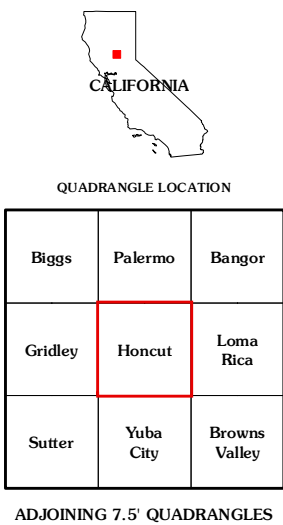 CALIFORNIA
QUADRANGLE LOCATION
Biggs Palermo Bangor
Gridley Honcut Loma Rica
Sutter Yuba City Browns Valley
ADJOINING 7.5' QUADRANGLES